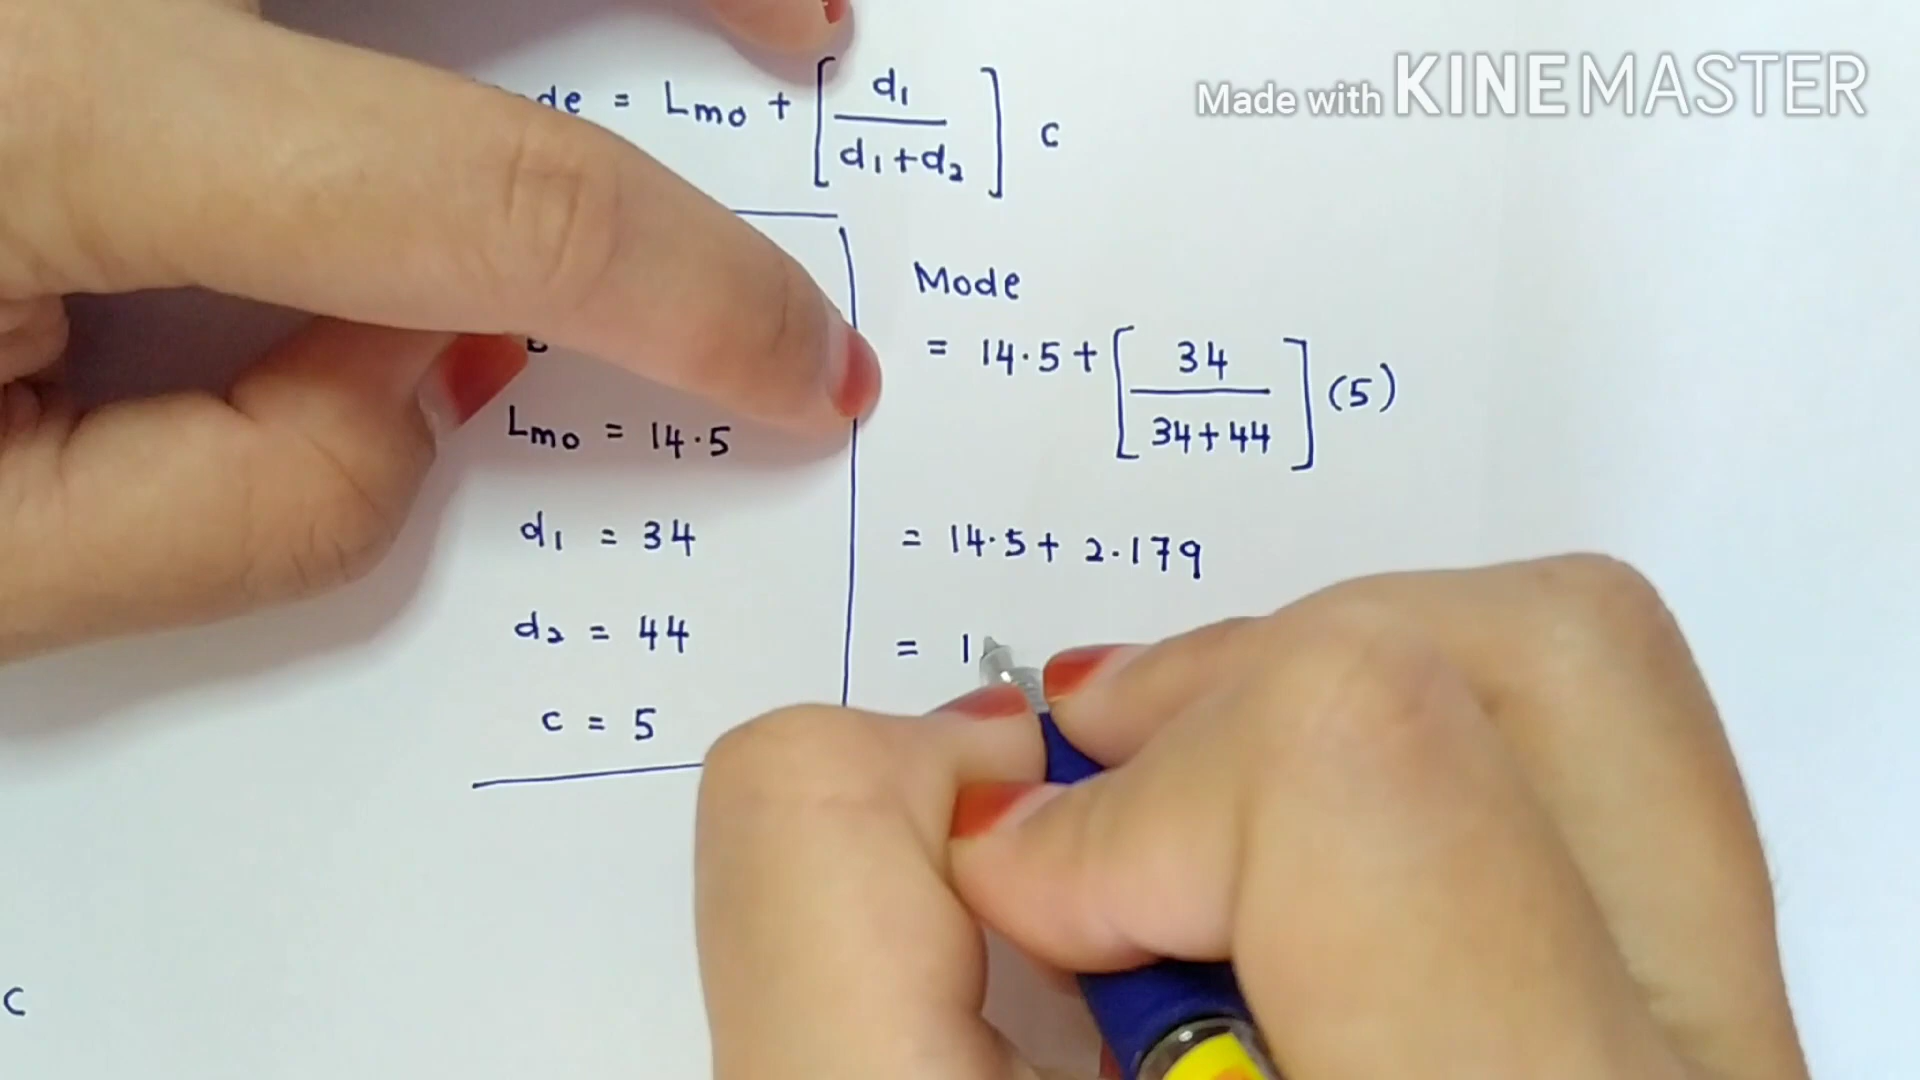 Made with KINEMASTER
de = Lmo + [ d1 / d1+d2 ] c
Mode
= 14.5 + [ 34 / 34+44 ] (5)
Lmo = 14.5
d1 = 34
= 14.5 + 2.179
d2 = 44
= 1
c = 5
c